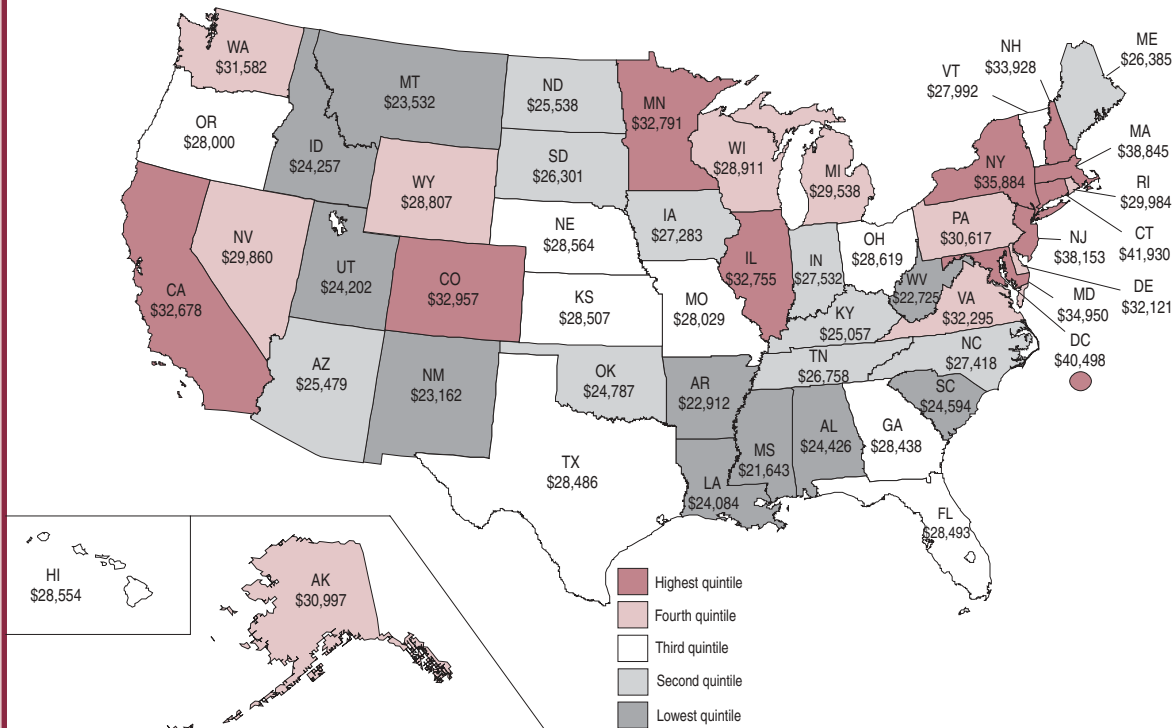 WA
$31,582
OR
$28,000
CA
$32,678
NV
$29,860
ID
$24,257
MT
$23,532
WY
$28,807
UT
$24,202
CO
$32,957
AZ
$25,479
NM
$23,162
ND
$25,538
SD
$26,301
NE
$28,564
KS
$28,507
OK
$24,787
TX
$28,486
MN
$32,791
IA
$27,283
MO
$28,029
AR
$22,912
LA
$24,084
WI
$28,911
IL
$32,755
MI
$29,538
IN
$27,532
OH
$28,619
KY
$25,057
TN
$26,758
MS
$21,643
AL
$24,426
GA
$28,438
FL
$28,493
SC
$24,594
NC
$27,418
VA
$32,295
WV
$22,725
PA
$30,617
NY
$35,884
VT
$27,992
NH
$33,928
ME
$26,385
MA
$38,845
RI
$29,984
CT
$41,930
NJ
$38,153
DE
$32,121
MD
$34,950
DC
$40,498
HI
$28,554
AK
$30,997
Highest quintile
Fourth quintile
Third quintile
Second quintile
Lowest quintile